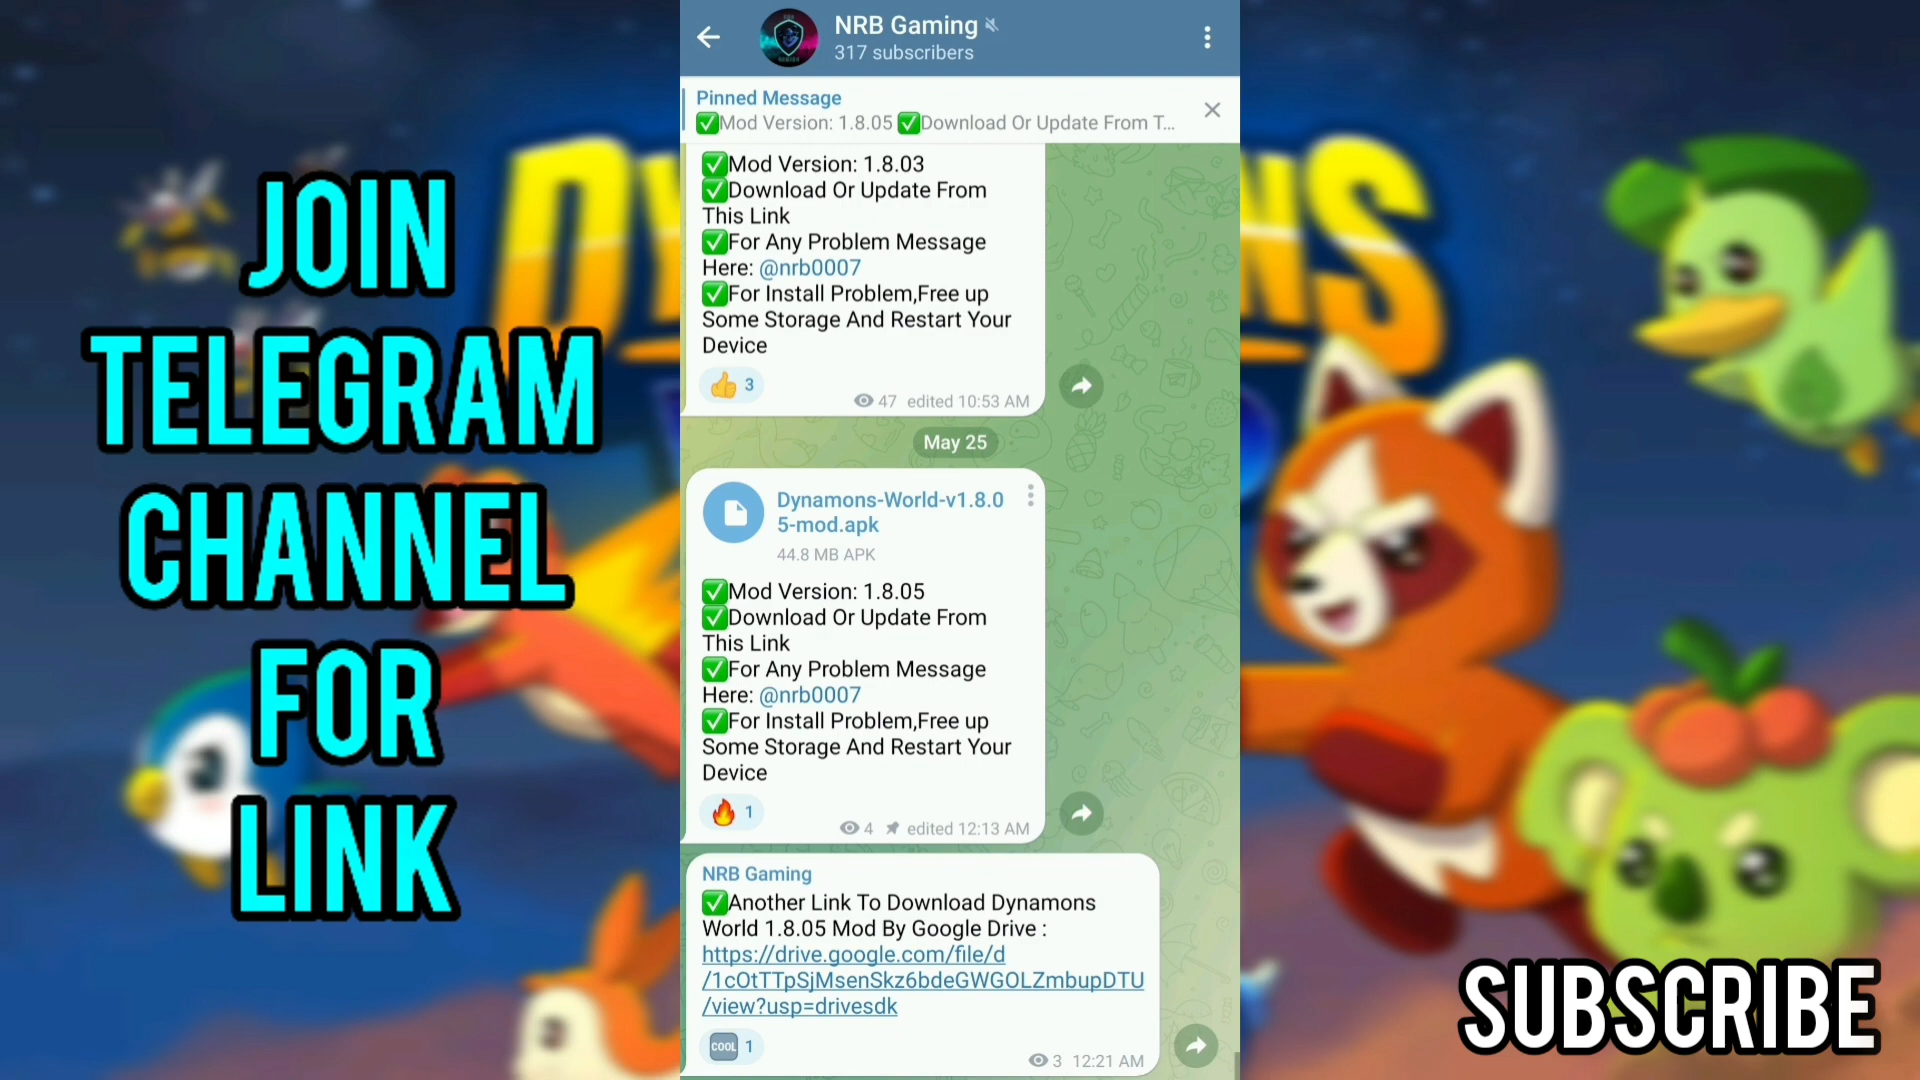 JOIN
TELEGRAM
CHANNEL
FOR
LINK
NRB Gaming
317 subscribers
Pinned Message
✅Mod Version: 1.8.05 ✅Download Or Update From T...
✅Mod Version: 1.8.03
✅Download Or Update From
This Link
✅For Any Problem Message
Here: @nrb0007
✅For Install Problem,Free up
Some Storage And Restart Your
Device
👍 3
47 edited 10:53 AM
May 25
Dynamons-World-v1.8.0
5-mod.apk
44.8 MB APK
✅Mod Version: 1.8.05
✅Download Or Update From
This Link
✅For Any Problem Message
Here: @nrb0007
✅For Install Problem,Free up
Some Storage And Restart Your
Device
🔥 1
4 edited 12:13 AM
NRB Gaming
✅Another Link To Download Dynamons
World 1.8.05 Mod By Google Drive :
https://drive.google.com/file/d
/1cOtTTpSjMsenSkz6bdeGWGOLZmbupDTU
/view?usp=drivesdk
COOL 1
3 12:21 AM
SUBSCRIBE